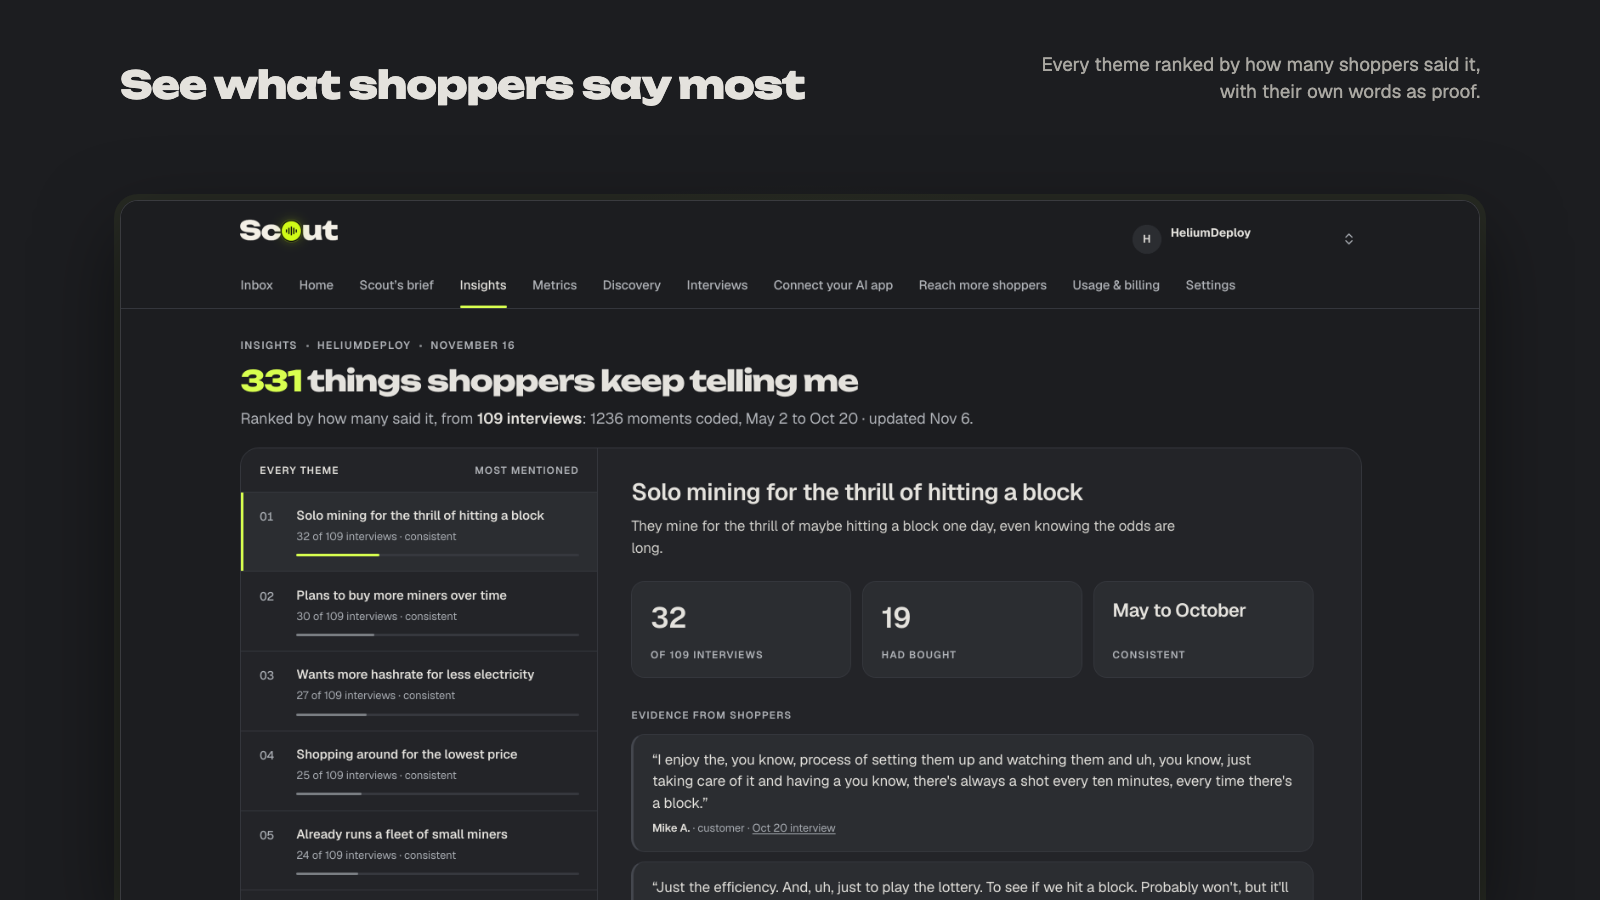 See what shoppers say most
Every theme ranked by how many shoppers said it,
with their own words as proof.
Scout
H
HeliumDeploy
Inbox
Home
Scout's brief
Insights
Metrics
Discovery
Interviews
Connect your AI app
Reach more shoppers
Usage & billing
Settings
INSIGHTS • HELIUMDEPLOY • NOVEMBER 16
331 things shoppers keep telling me
Ranked by how many said it, from 109 interviews: 1236 moments coded, May 2 to Oct 20 · updated Nov 6.
EVERY THEME
MOST MENTIONED
01
Solo mining for the thrill of hitting a block
32 of 109 interviews · consistent
02
Plans to buy more miners over time
30 of 109 interviews · consistent
03
Wants more hashrate for less electricity
27 of 109 interviews · consistent
04
Shopping around for the lowest price
25 of 109 interviews · consistent
05
Already runs a fleet of small miners
24 of 109 interviews · consistent
Solo mining for the thrill of hitting a block
They mine for the thrill of maybe hitting a block one day, even knowing the odds are
long.
32
OF 109 INTERVIEWS
19
HAD BOUGHT
May to October
CONSISTENT
EVIDENCE FROM SHOPPERS
“I enjoy the, you know, process of setting them up and watching them and uh, you know, just
taking care of it and having a you know, there's always a shot every ten minutes, every time there's
a block.”
Mike A. · customer · Oct 20 interview
“Just the efficiency. And, uh, just to play the lottery. To see if we hit a block. Probably won't, but it'll